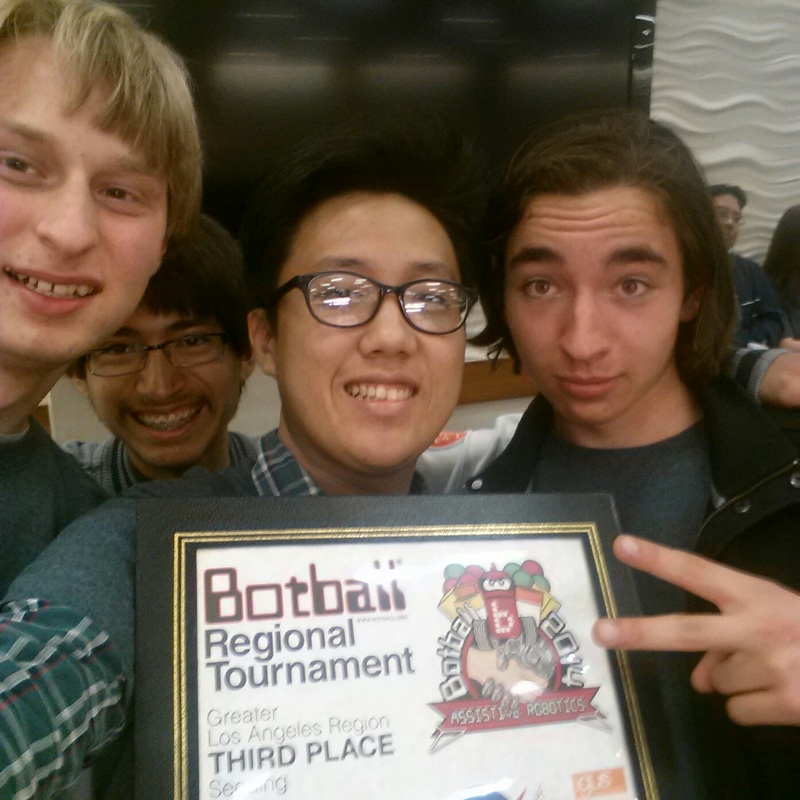 Botball
Regional
Tournament
Greater
Los Angeles Region
THIRD PLACE
Seeding
Botball 2014
ASSISTIVE ROBOTICS